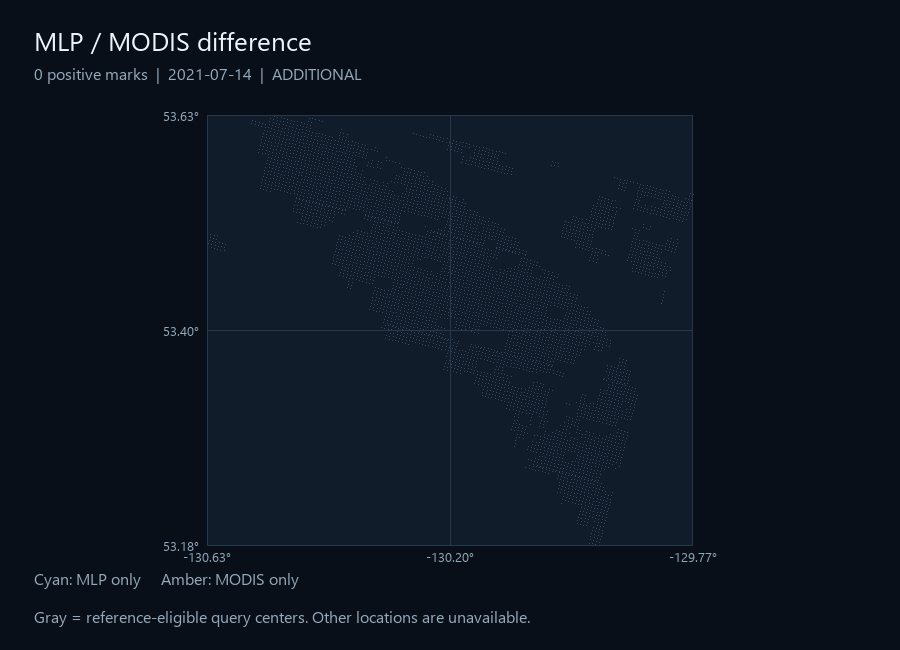 MLP / MODIS difference
0 positive marks | 2021-07-14 | ADDITIONAL
53.63°
53.40°
53.18°
-130.63° -130.20° -129.77°
Cyan: MLP only Amber: MODIS only
Gray = reference-eligible query centers. Other locations are unavailable.